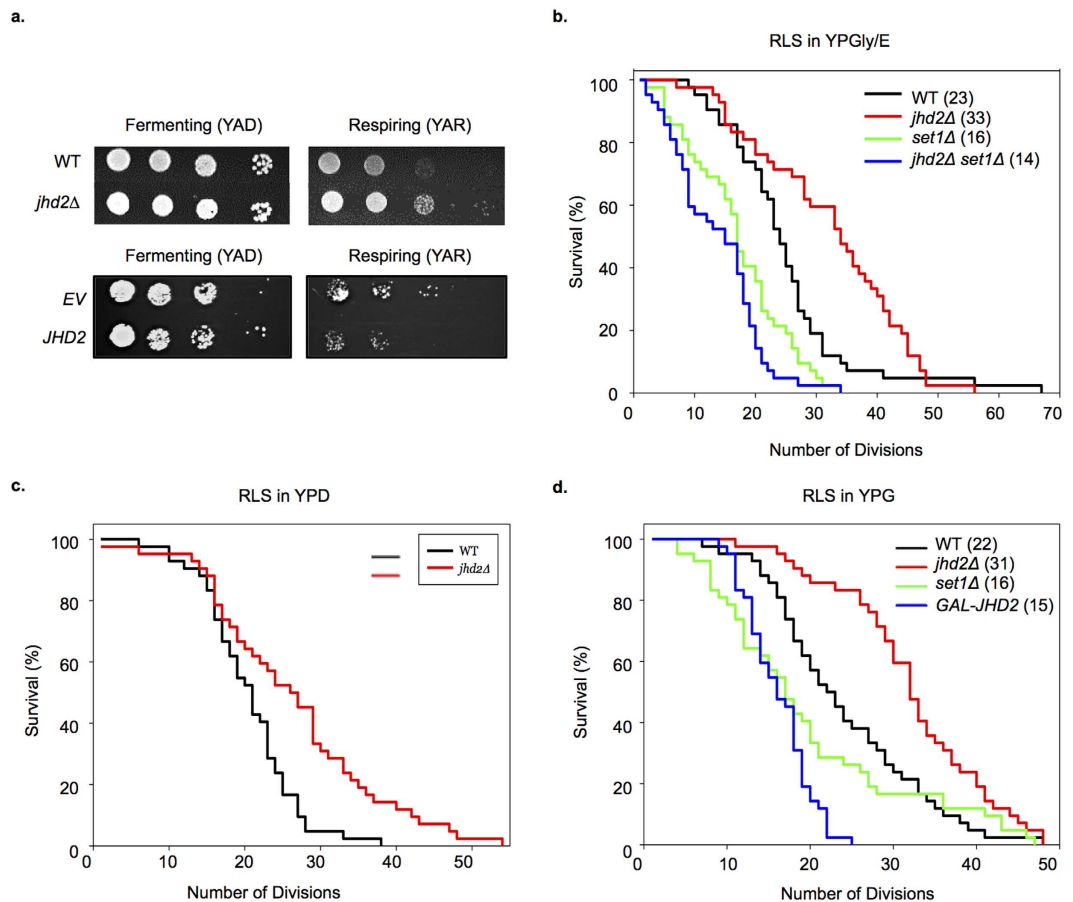 a.
Fermenting (YAD) Respiring (YAR)
WT
jhd2Δ
Fermenting (YAD) Respiring (YAR)
EV
JHD2
b.
RLS in YPGly/E
WT (23)
jhd2Δ (33)
set1Δ (16)
jhd2Δ set1Δ (14)
Survival (%)
100
80
60
40
20
0
0 10 20 30 40 50 60 70
Number of Divisions
c.
RLS in YPD
WT
jhd2Δ
Survival (%)
100
80
60
40
20
0
0 10 20 30 40 50
Number of Divisions
d.
RLS in YPG
WT (22)
jhd2Δ (31)
set1Δ (16)
GAL-JHD2 (15)
Survival (%)
100
80
60
40
20
0
0 10 20 30 40 50
Number of Divisions